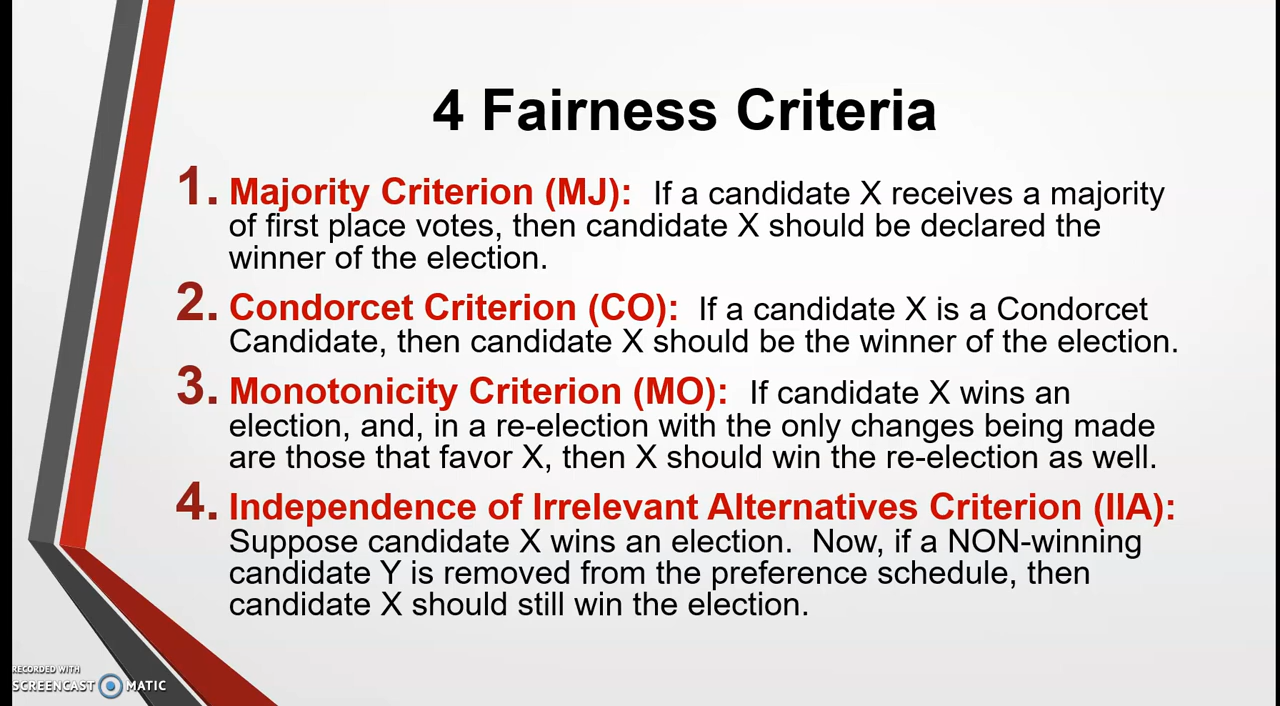 4 Fairness Criteria
1. Majority Criterion (MJ): If a candidate X receives a majority
of first place votes, then candidate X should be declared the
winner of the election.
2. Condorcet Criterion (CO): If a candidate X is a Condorcet
Candidate, then candidate X should be the winner of the election.
3. Monotonicity Criterion (MO): If candidate X wins an
election, and, in a re-election with the only changes being made
are those that favor X, then X should win the re-election as well.
4. Independence of Irrelevant Alternatives Criterion (IIA):
Suppose candidate X wins an election. Now, if a NON-winning
candidate Y is removed from the preference schedule, then
candidate X should still win the election.
RECORDED WITH
SCREENCAST MATIC